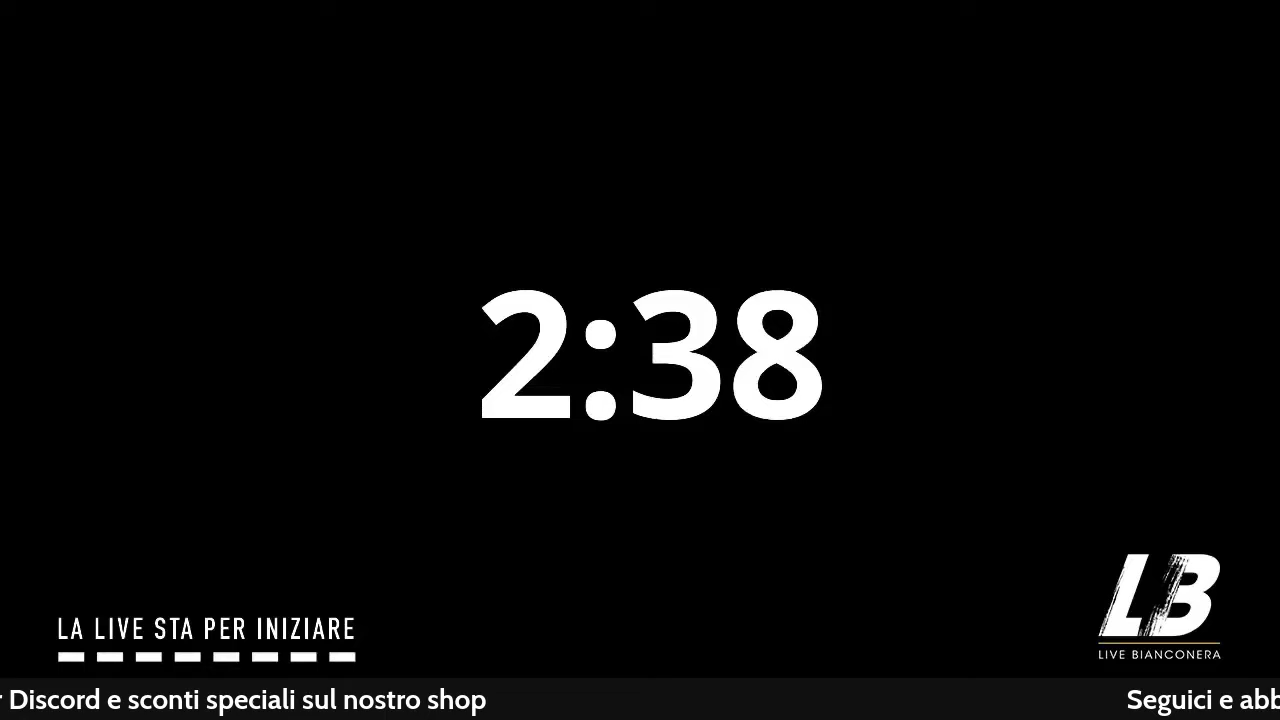 2:38
LA LIVE STA PER INIZIARE
LB
LIVE BIANCONERA
Discord e sconti speciali sul nostro shop
Seguici e